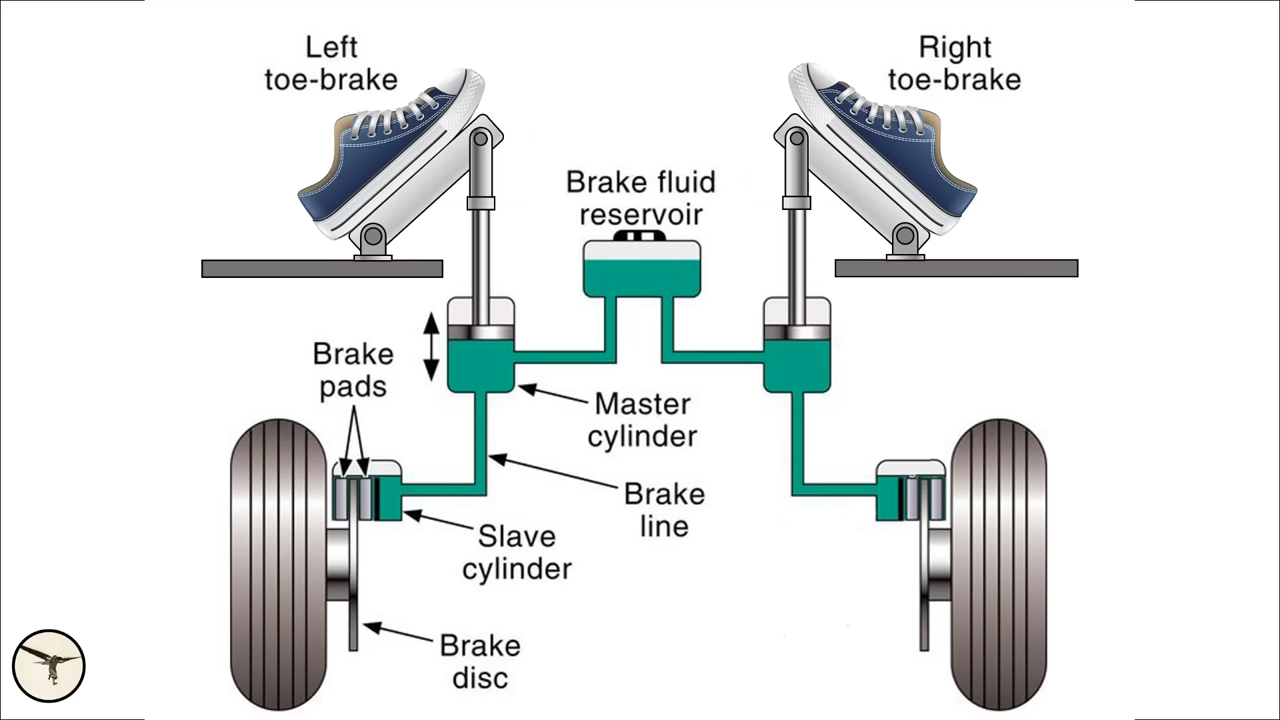 Left
toe-brake
Right
toe-brake
Brake fluid
reservoir
Brake
pads
Master
cylinder
Brake
line
Slave
cylinder
Brake
disc